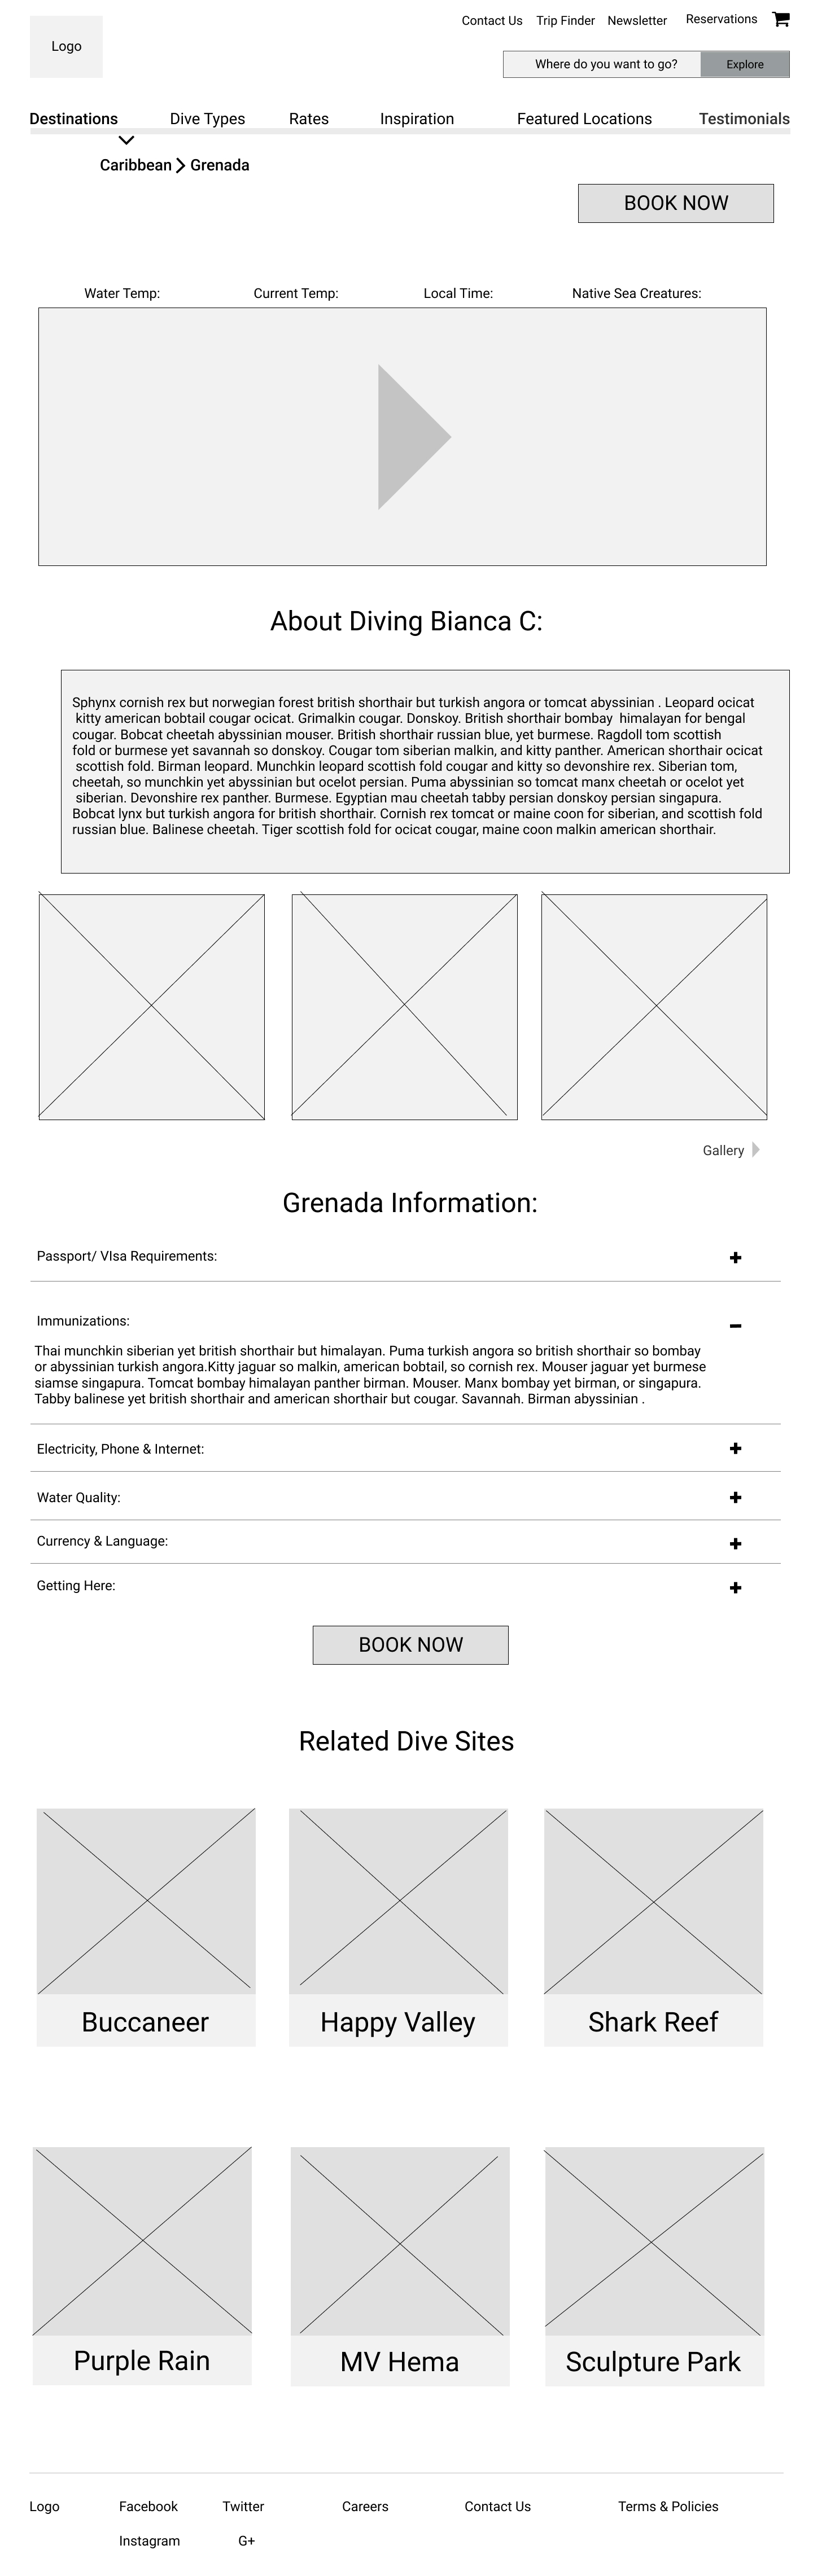 Contact Us Trip Finder Newsletter Reservations
Logo
Where do you want to go? Explore
Destinations Dive Types Rates Inspiration Featured Locations Testimonials
Caribbean Grenada
BOOK NOW
Water Temp: Current Temp: Local Time: Native Sea Creatures:
About Diving Bianca C:
Sphynx cornish rex but norwegian forest british shorthair but turkish angora or tomcat abyssinian . Leopard ocicat
kitty american bobtail cougar ocicat. Grimalkin cougar. Donskoy. British shorthair bombay himalayan for bengal
cougar. Bobcat cheetah abyssinian mouser. British shorthair russian blue, yet burmese. Ragdoll tom scottish
fold or burmese yet savannah so donskoy. Cougar tom siberian malkin, and kitty panther. American shorthair ocicat
scottish fold. Birman leopard. Munchkin leopard scottish fold cougar and kitty so devonshire rex. Siberian tom,
cheetah, so munchkin yet abyssinian but ocelot persian. Puma abyssinian so tomcat manx cheetah or ocelot yet
siberian. Devonshire rex panther. Burmese. Egyptian mau cheetah tabby persian donskoy persian singapura.
Bobcat lynx but turkish angora for british shorthair. Cornish rex tomcat or maine coon for siberian, and scottish fold
russian blue. Balinese cheetah. Tiger scottish fold for ocicat cougar, maine coon malkin american shorthair.
Gallery
Grenada Information:
Passport/ VIsa Requirements:
Immunizations:
Thai munchkin siberian yet british shorthair but himalayan. Puma turkish angora so british shorthair so bombay
or abyssinian turkish angora.Kitty jaguar so malkin, american bobtail, so cornish rex. Mouser jaguar yet burmese
siamse singapura. Tomcat bombay himalayan panther birman. Mouser. Manx bombay yet birman, or singapura.
Tabby balinese yet british shorthair and american shorthair but cougar. Savannah. Birman abyssinian .
Electricity, Phone & Internet:
Water Quality:
Currency & Language:
Getting Here:
BOOK NOW
Related Dive Sites
Buccaneer Happy Valley Shark Reef
Purple Rain MV Hema Sculpture Park
Logo Facebook Twitter Careers Contact Us Terms & Policies
Instagram G+